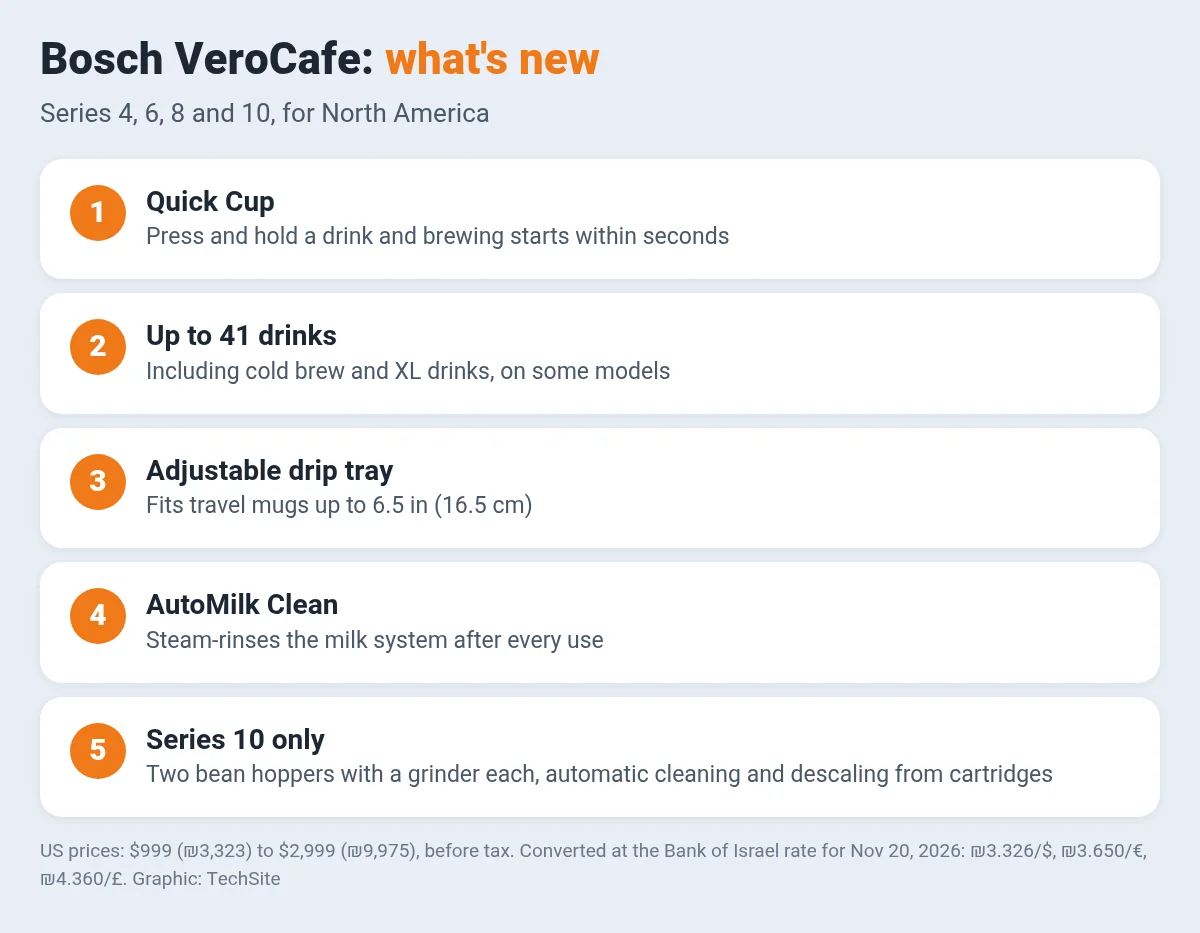 Bosch VeroCafe: what's new
Series 4, 6, 8 and 10, for North America
1
Quick Cup
Press and hold a drink and brewing starts within seconds
2
Up to 41 drinks
Including cold brew and XL drinks, on some models
3
Adjustable drip tray
Fits travel mugs up to 6.5 in (16.5 cm)
4
AutoMilk Clean
Steam-rinses the milk system after every use
5
Series 10 only
Two bean hoppers with a grinder each, automatic cleaning and descaling from cartridges
US prices: $999 (₪3,323) to $2,999 (₪9,975), before tax. Converted at the Bank of Israel rate for Nov 20, 2026: ₪3.326/$, ₪3.650/€,
₪4.360/£. Graphic: TechSite